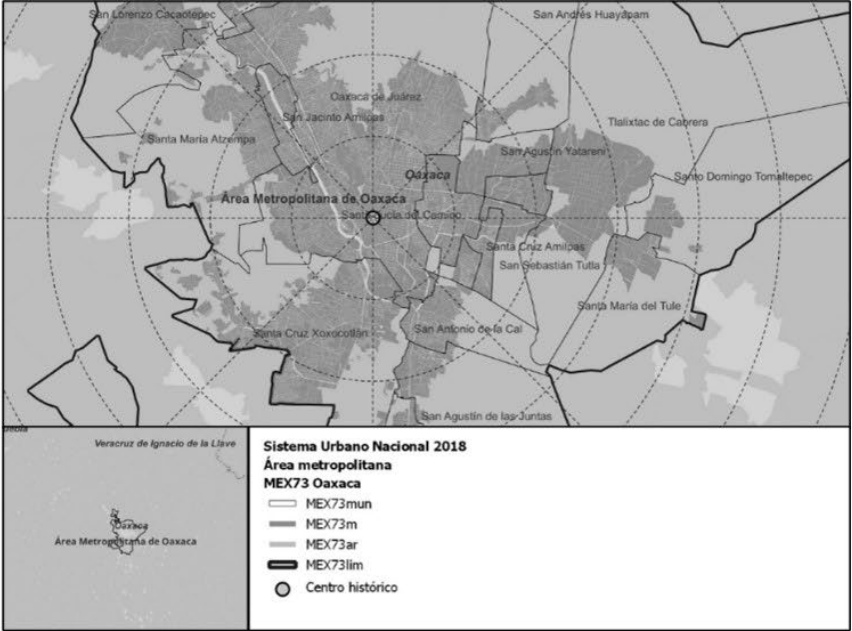 San Lorenzo Cacaotepec
San Andrés Huayápam
Oaxaca de Juárez
San Jacinto Amilpas
Tlalixtac de Cabrera
Santa María Atzompa
San Agustín Yatareni
Oaxaca
Santo Domingo Tomaltepec
Área Metropolitana de Oaxaca
Santa Lucía del Camino
Santa Cruz Amilpas
San Sebastián Tutla
Santa María del Tule
Santa Cruz Xoxocotlán
San Antonio de la Cal
San Agustín de las Juntas
Puebla
Veracruz de Ignacio de la Llave
Oaxaca
Área Metropolitana de Oaxaca
Sistema Urbano Nacional 2018
Área metropolitana
MEX73 Oaxaca
MEX73mun
MEX73m
MEX73ar
MEX73lim
Centro histórico